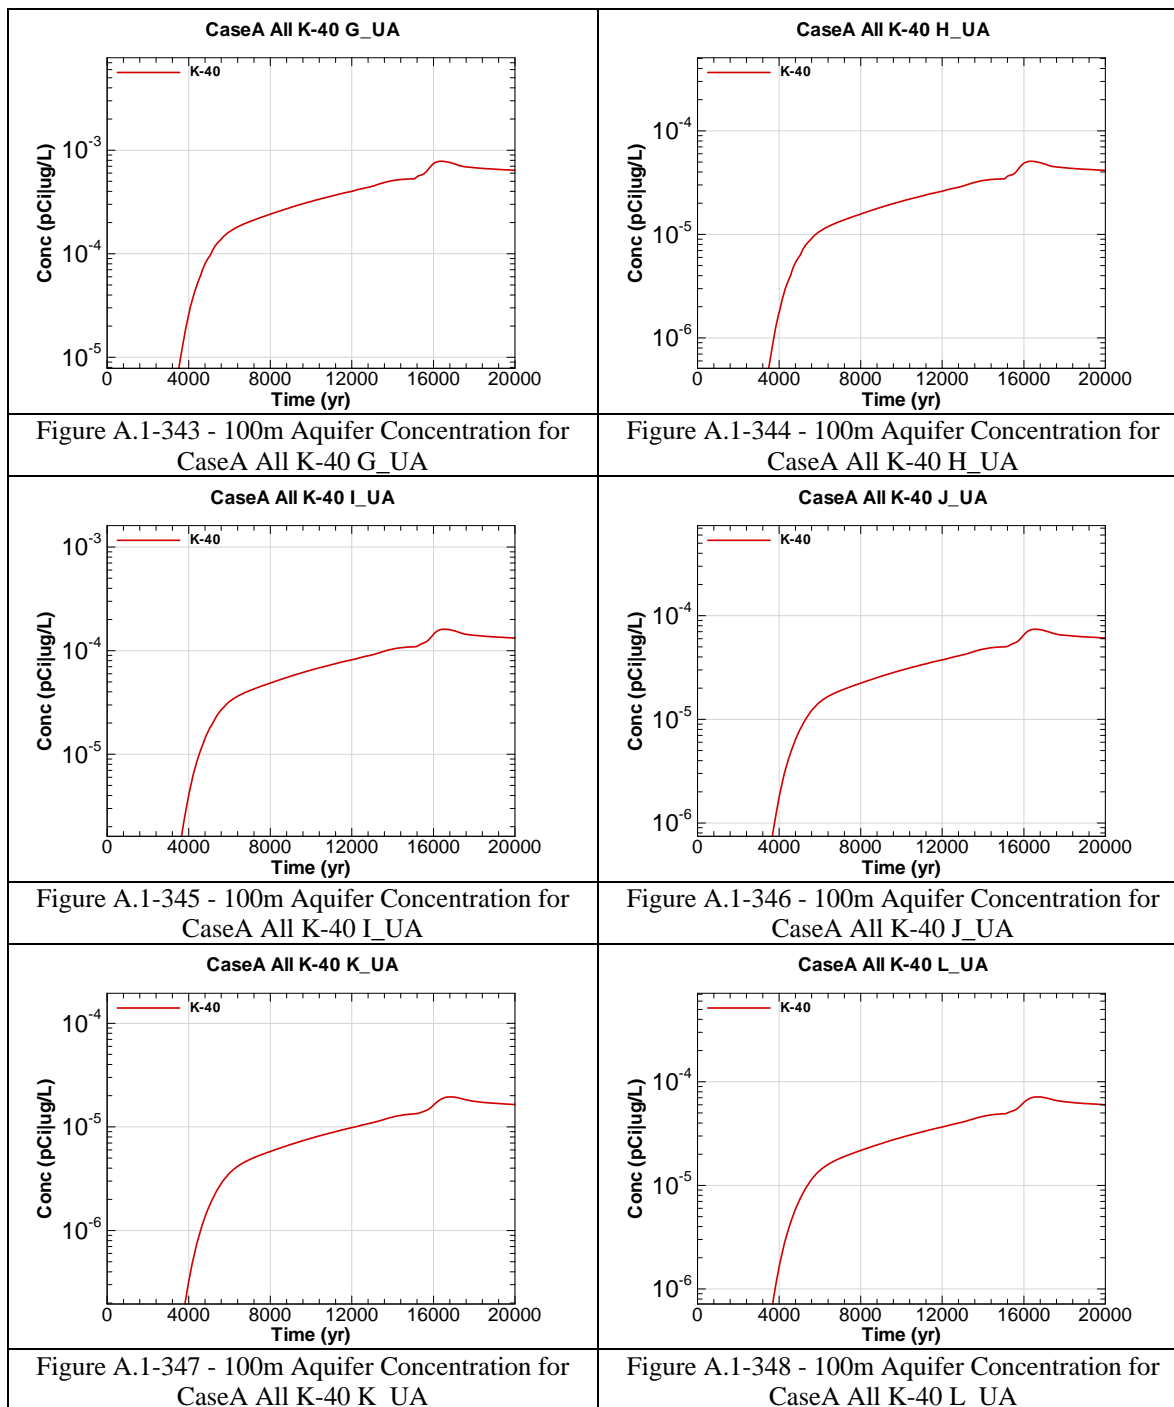 CaseA All K-40 G_UA
K-40
10-3
10-4
10-5
Conc (pCi|ug/L)
0 4000 8000 12000 16000 20000
Time (yr)
Figure A.1-343 - 100m Aquifer Concentration for
CaseA All K-40 G_UA
CaseA All K-40 H_UA
K-40
10-4
10-5
10-6
Conc (pCi|ug/L)
0 4000 8000 12000 16000 20000
Time (yr)
Figure A.1-344 - 100m Aquifer Concentration for
CaseA All K-40 H_UA
CaseA All K-40 I_UA
K-40
10-3
10-4
10-5
Conc (pCi|ug/L)
0 4000 8000 12000 16000 20000
Time (yr)
Figure A.1-345 - 100m Aquifer Concentration for
CaseA All K-40 I_UA
CaseA All K-40 J_UA
K-40
10-4
10-5
10-6
Conc (pCi|ug/L)
0 4000 8000 12000 16000 20000
Time (yr)
Figure A.1-346 - 100m Aquifer Concentration for
CaseA All K-40 J_UA
CaseA All K-40 K_UA
K-40
10-4
10-5
10-6
Conc (pCi|ug/L)
0 4000 8000 12000 16000 20000
Time (yr)
Figure A.1-347 - 100m Aquifer Concentration for
CaseA All K-40 K_UA
CaseA All K-40 L_UA
K-40
10-4
10-5
10-6
Conc (pCi|ug/L)
0 4000 8000 12000 16000 20000
Time (yr)
Figure A.1-348 - 100m Aquifer Concentration for
CaseA All K-40 L_UA